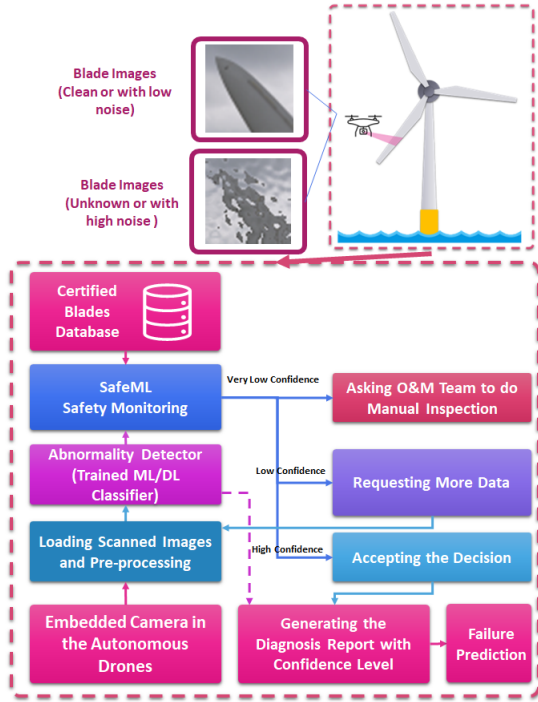 Blade Images
(Clean or with low
noise)
Blade Images
(Unknown or with
high noise )
Certified
Blades
Database
SafeML
Safety Monitoring
Very Low Confidence
Asking O&M Team to do
Manual Inspection
Abnormality Detector
(Trained ML/DL
Classifier)
Low Confidence
Requesting More Data
Loading Scanned Images
and Pre-processing
High Confidence
Accepting the Decision
Embedded Camera in
the Autonomous
Drones
Generating the
Diagnosis Report with
Confidence Level
Failure
Prediction